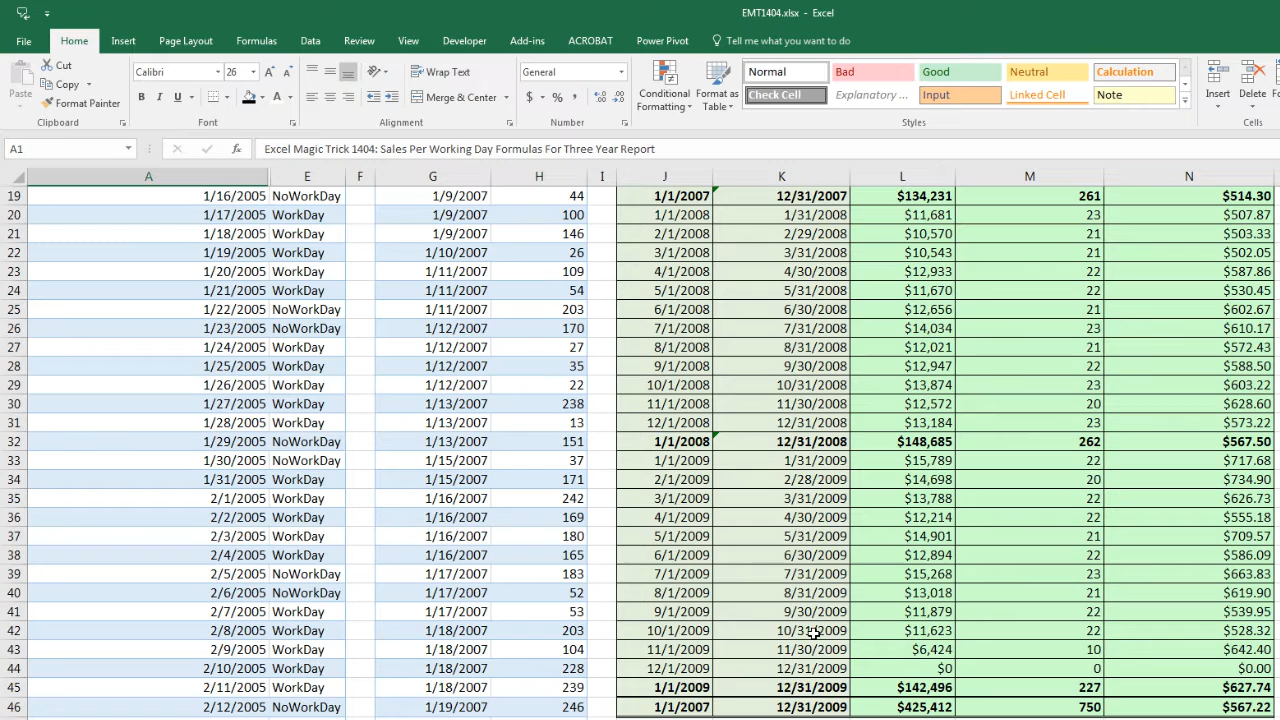 EMT1404.xlsx - Excel
File Home Insert Page Layout Formulas Data Review View Developer Add-ins ACROBAT Power Pivot Tell me what you want to do
Cut Calibri 26 A A Wrap Text General Normal Bad Good Neutral Calculation
Paste Copy Format Painter B I U A Merge & Center $ % , Conditional Formatting Format as Table Check Cell Explanatory ... Input Linked Cell Note Insert Delete
Clipboard Font Alignment Number Styles Cells
A1 fx Excel Magic Trick 1404: Sales Per Working Day Formulas For Three Year Report
A E F G H I J K L M N
19 1/16/2005 NoWorkDay 1/9/2007 44 1/1/2007 12/31/2007 $134,231 261 $514.30
20 1/17/2005 WorkDay 1/9/2007 100 1/1/2008 1/31/2008 $11,681 23 $507.87
21 1/18/2005 WorkDay 1/9/2007 146 2/1/2008 2/29/2008 $10,570 21 $503.33
22 1/19/2005 WorkDay 1/10/2007 26 3/1/2008 3/31/2008 $10,543 21 $502.05
23 1/20/2005 WorkDay 1/11/2007 109 4/1/2008 4/30/2008 $12,933 22 $587.86
24 1/21/2005 WorkDay 1/11/2007 54 5/1/2008 5/31/2008 $11,670 22 $530.45
25 1/22/2005 NoWorkDay 1/11/2007 203 6/1/2008 6/30/2008 $12,656 21 $602.67
26 1/23/2005 NoWorkDay 1/12/2007 170 7/1/2008 7/31/2008 $14,034 23 $610.17
27 1/24/2005 WorkDay 1/12/2007 27 8/1/2008 8/31/2008 $12,021 21 $572.43
28 1/25/2005 WorkDay 1/12/2007 35 9/1/2008 9/30/2008 $12,947 22 $588.50
29 1/26/2005 WorkDay 1/12/2007 22 10/1/2008 10/31/2008 $13,874 23 $603.22
30 1/27/2005 WorkDay 1/13/2007 238 11/1/2008 11/30/2008 $12,572 20 $628.60
31 1/28/2005 WorkDay 1/13/2007 13 12/1/2008 12/31/2008 $13,184 23 $573.22
32 1/29/2005 NoWorkDay 1/13/2007 151 1/1/2008 12/31/2008 $148,685 262 $567.50
33 1/30/2005 NoWorkDay 1/15/2007 37 1/1/2009 1/31/2009 $15,789 22 $717.68
34 1/31/2005 WorkDay 1/15/2007 171 2/1/2009 2/28/2009 $14,698 20 $734.90
35 2/1/2005 WorkDay 1/16/2007 242 3/1/2009 3/31/2009 $13,788 22 $626.73
36 2/2/2005 WorkDay 1/16/2007 169 4/1/2009 4/30/2009 $12,214 22 $555.18
37 2/3/2005 WorkDay 1/16/2007 180 5/1/2009 5/31/2009 $14,901 21 $709.57
38 2/4/2005 WorkDay 1/16/2007 165 6/1/2009 6/30/2009 $12,894 22 $586.09
39 2/5/2005 NoWorkDay 1/17/2007 183 7/1/2009 7/31/2009 $15,268 23 $663.83
40 2/6/2005 NoWorkDay 1/17/2007 52 8/1/2009 8/31/2009 $13,018 21 $619.90
41 2/7/2005 WorkDay 1/17/2007 53 9/1/2009 9/30/2009 $11,879 22 $539.95
42 2/8/2005 WorkDay 1/18/2007 203 10/1/2009 10/31/2009 $11,623 22 $528.32
43 2/9/2005 WorkDay 1/18/2007 104 11/1/2009 11/30/2009 $6,424 10 $642.40
44 2/10/2005 WorkDay 1/18/2007 228 12/1/2009 12/31/2009 $0 0 $0.00
45 2/11/2005 WorkDay 1/18/2007 239 1/1/2009 12/31/2009 $142,496 227 $627.74
46 2/12/2005 NoWorkDay 1/19/2007 246 1/1/2007 12/31/2009 $425,412 750 $567.22